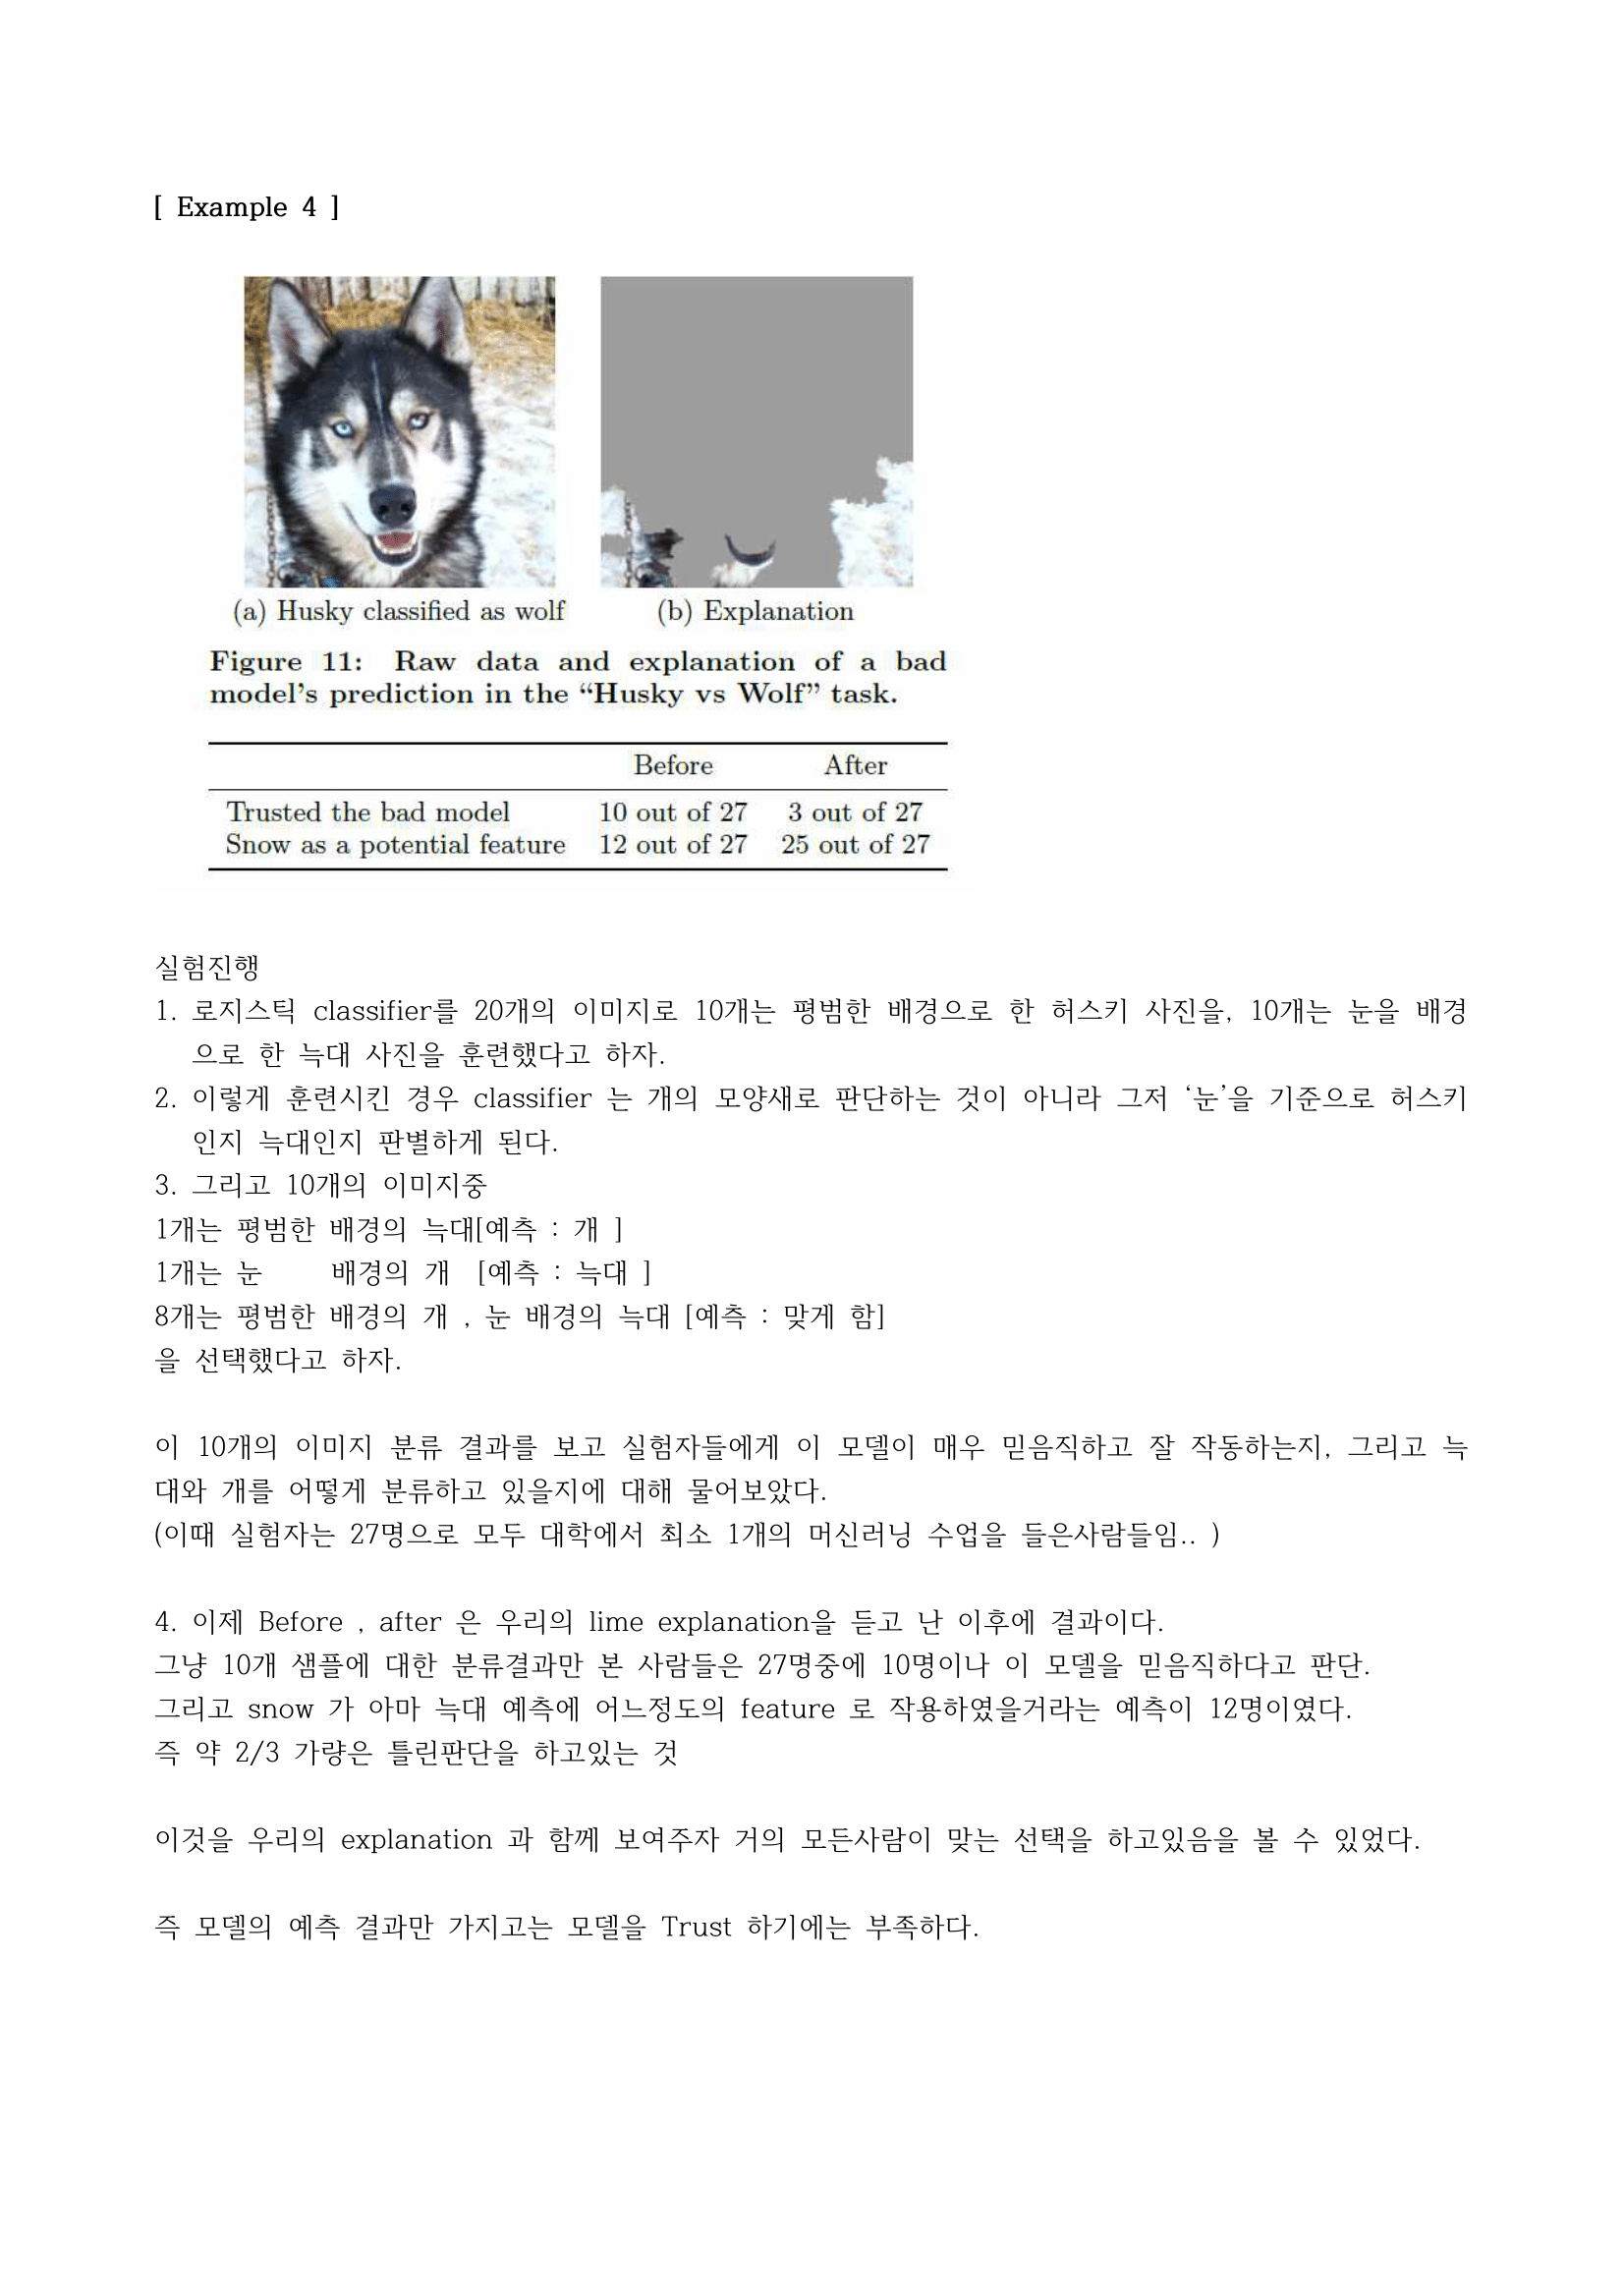 [ Example 4 ]
(a) Husky classified as wolf
(b) Explanation
Figure 11: Raw data and explanation of a bad
model's prediction in the “Husky vs Wolf” task.
Before After
Trusted the bad model 10 out of 27 3 out of 27
Snow as a potential feature 12 out of 27 25 out of 27
실험진행
1. 로지스틱 classifier를 20개의 이미지로 10개는 평범한 배경으로 한 허스키 사진을, 10개는 눈을 배경
으로 한 늑대 사진을 훈련했다고 하자.
2. 이렇게 훈련시킨 경우 classifier 는 개의 모양새로 판단하는 것이 아니라 그저 ‘눈’을 기준으로 허스키
인지 늑대인지 판별하게 된다.
3. 그리고 10개의 이미지중
1개는 평범한 배경의 늑대[예측 : 개 ]
1개는 눈 배경의 개 [예측 : 늑대 ]
8개는 평범한 배경의 개 , 눈 배경의 늑대 [예측 : 맞게 함]
을 선택했다고 하자.
이 10개의 이미지 분류 결과를 보고 실험자들에게 이 모델이 매우 믿음직하고 잘 작동하는지, 그리고 늑
대와 개를 어떻게 분류하고 있을지에 대해 물어보았다.
(이때 실험자는 27명으로 모두 대학에서 최소 1개의 머신러닝 수업을 들은사람들임.. )
4. 이제 Before , after 은 우리의 lime explanation을 듣고 난 이후에 결과이다.
그냥 10개 샘플에 대한 분류결과만 본 사람들은 27명중에 10명이나 이 모델을 믿음직하다고 판단.
그리고 snow 가 아마 늑대 예측에 어느정도의 feature 로 작용하였을거라는 예측이 12명이였다.
즉 약 2/3 가량은 틀린판단을 하고있는 것
이것을 우리의 explanation 과 함께 보여주자 거의 모든사람이 맞는 선택을 하고있음을 볼 수 있었다.
즉 모델의 예측 결과만 가지고는 모델을 Trust 하기에는 부족하다.